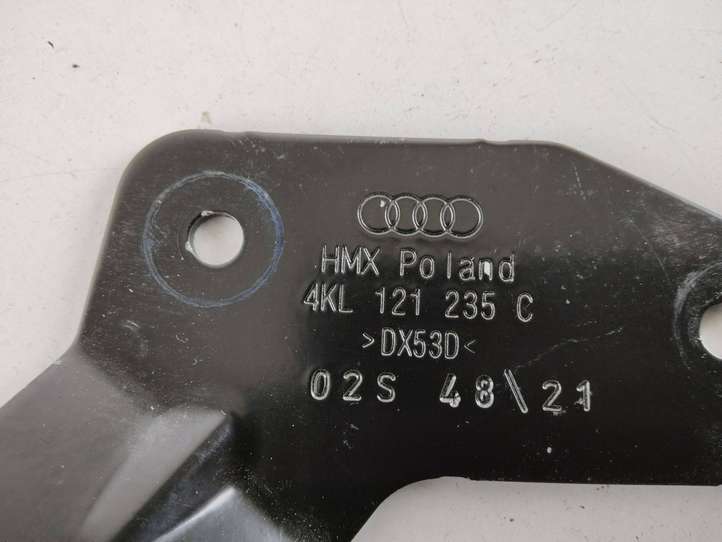 HMX Poland
4KL 121 235 C
>DX53D<
02S 48\21